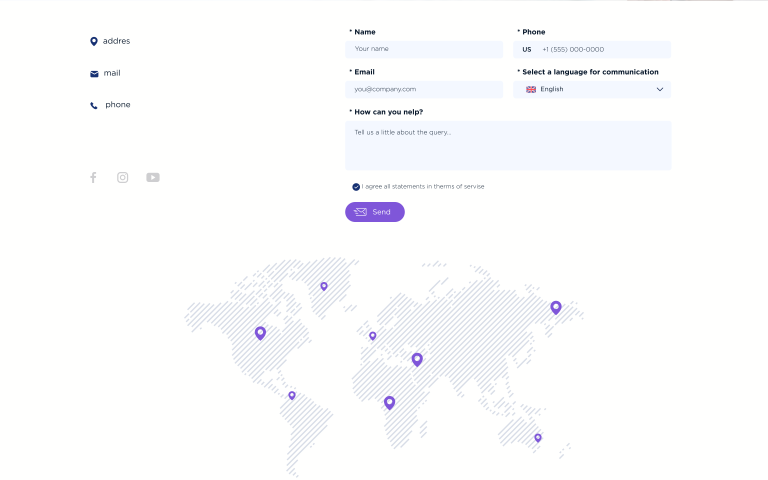 addres
mail
phone
* Name
Your name
* Phone
US +1 (555) 000-0000
* Email
you@company.com
* Select a language for communication
English
* How can you nelp?
Tell us a little about the query...
I agree all statements in therms of servise
Send